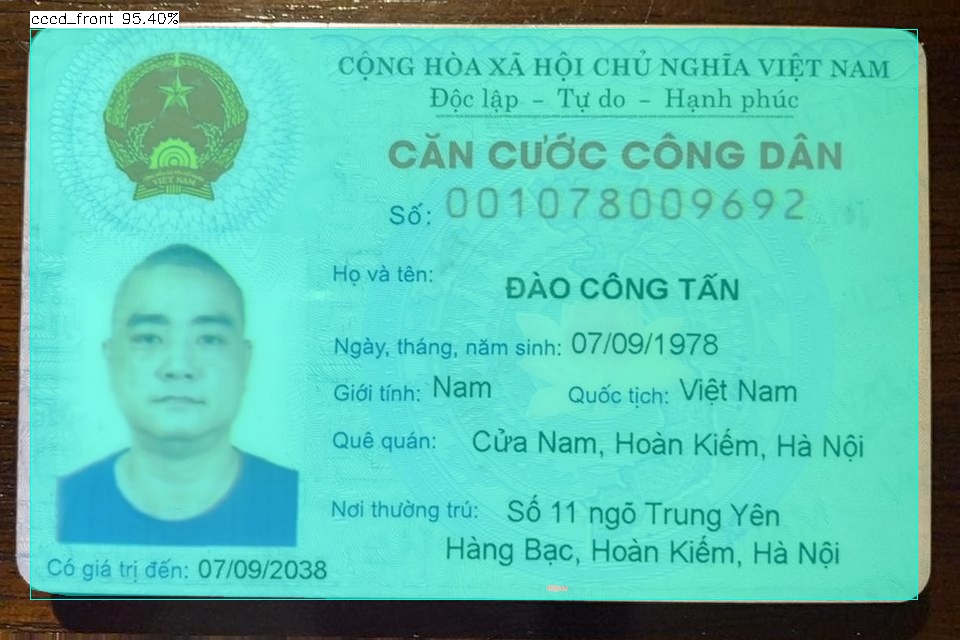 cccd_front 95.40%
CỘNG HÒA XÃ HỘI CHỦ NGHĨA VIỆT NAM
Độc lập – Tự do – Hạnh phúc
CĂN CƯỚC CÔNG DÂN
Số: 001078009692
Họ và tên: ĐÀO CÔNG TẤN
Ngày, tháng, năm sinh: 07/09/1978
Giới tính: Nam Quốc tịch: Việt Nam
Quê quán: Cửa Nam, Hoàn Kiếm, Hà Nội
Nơi thường trú: Số 11 ngõ Trung Yên
Hàng Bạc, Hoàn Kiếm, Hà Nội
Có giá trị đến: 07/09/2038
VIỆT NAM